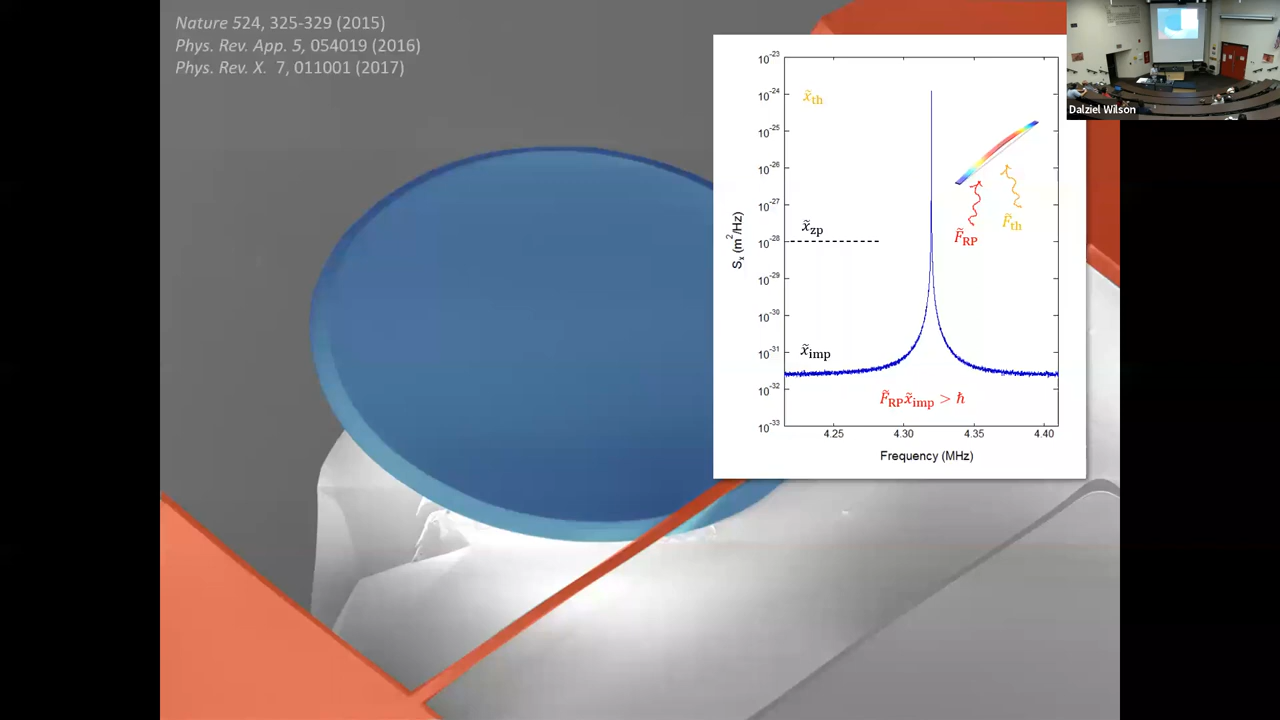 Nature 524, 325-329 (2015)
Phys. Rev. App. 5, 054019 (2016)
Phys. Rev. X. 7, 011001 (2017)
Dalziel Wilson
10⁻²³
10⁻²⁴
10⁻²⁵
10⁻²⁶
10⁻²⁷
10⁻²⁸
10⁻²⁹
10⁻³⁰
10⁻³¹
10⁻³²
10⁻³³
Sₓ (m²/Hz)
x̃th
x̃zp
x̃imp
F̃RP
F̃th
F̃RPx̃imp > ħ
4.25 4.30 4.35 4.40
Frequency (MHz)